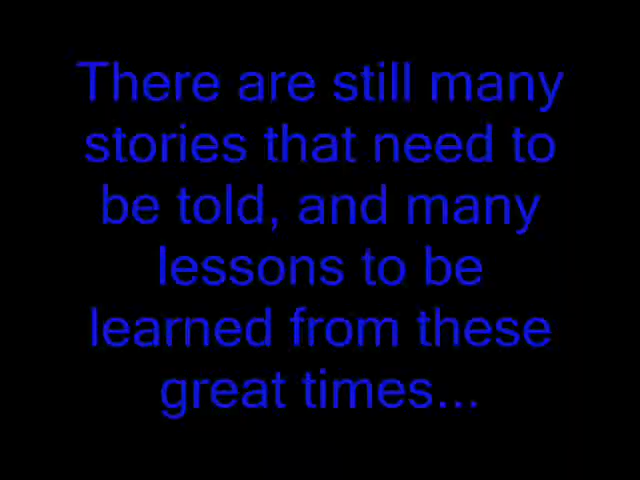 There are still many
stories that need to
be told, and many
lessons to be
learned from these
great times...